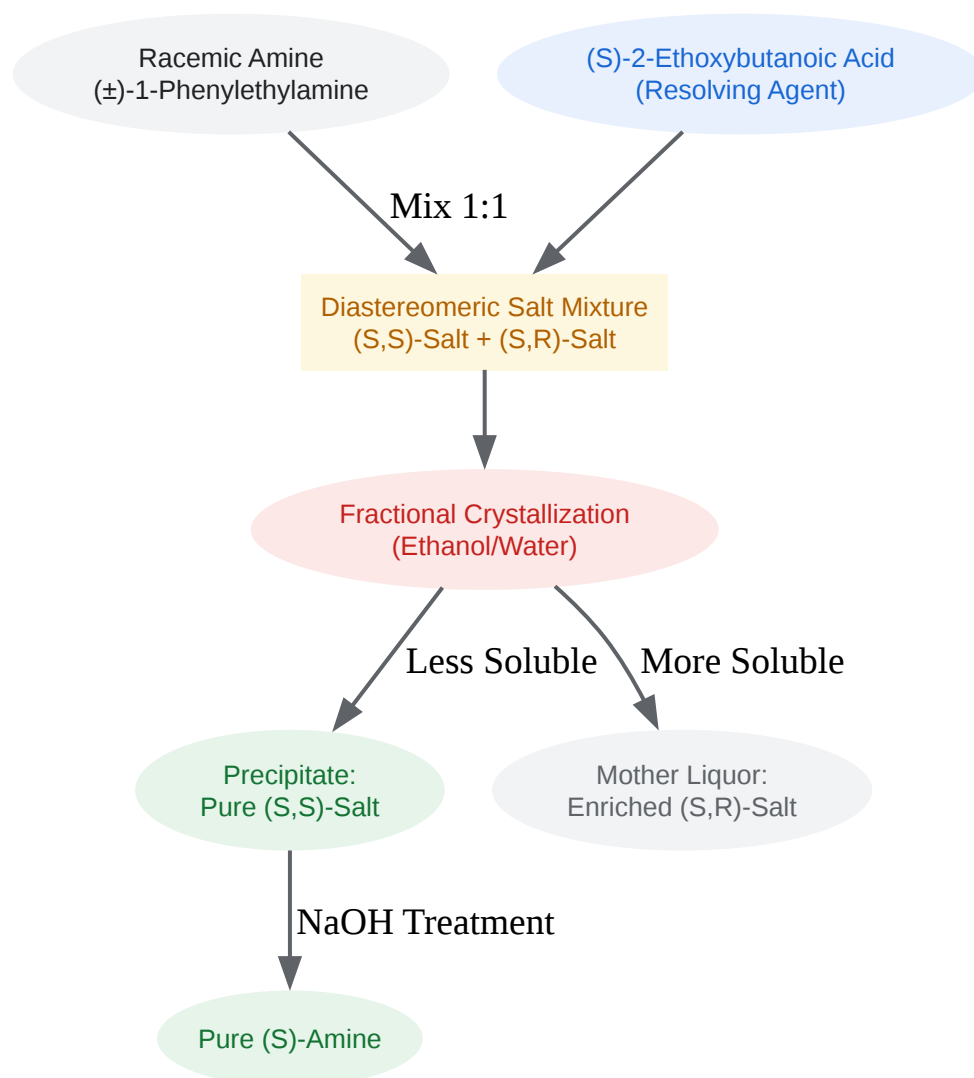 Racemic Amine
(±)-1-Phenylethylamine
(S)-2-Ethoxybutanoic Acid
(Resolving Agent)
Mix 1:1
Diastereomeric Salt Mixture
(S,S)-Salt + (S,R)-Salt
Fractional Crystallization
(Ethanol/Water)
Less Soluble
More Soluble
Precipitate:
Pure (S,S)-Salt
Mother Liquor:
Enriched (S,R)-Salt
NaOH Treatment
Pure (S)-Amine